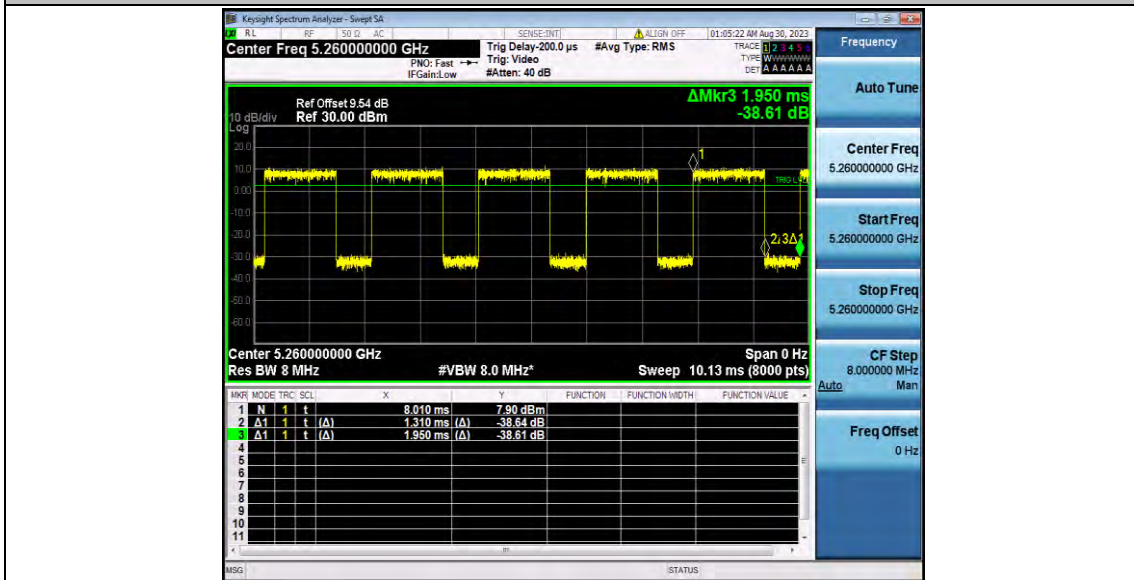 Keysight Spectrum Analyzer - Swept SA
RL RF 50 Ω AC SENSE:INT ALIGN OFF 01:05:22 AM Aug 30, 2023
Center Freq 5.260000000 GHz
PNO: Fast
IFGain:Low
Trig Delay-200.0 µs
Trig: Video
#Atten: 40 dB
#Avg Type: RMS
TRACE 1 2 3 4 5 6
TYPE W
DET A A A A A A
ΔMkr3 1.950 ms
-38.61 dB
Ref Offset 9.54 dB
10 dB/div Ref 30.00 dBm
Log
20.0
10.0
0.00
-10.0
-20.0
-30.0
-40.0
-50.0
-60.0
1
2
3Δ1
Center 5.260000000 GHz Span 0 Hz
Res BW 8 MHz #VBW 8.0 MHz* Sweep 10.13 ms (8000 pts)
MKR MODE TRC SCL X Y FUNCTION FUNCTION WIDTH FUNCTION VALUE
1 N 1 t 8.010 ms 7.90 dBm
2 Δ1 1 t (Δ) 1.310 ms (Δ) -38.64 dB
3 Δ1 1 t (Δ) 1.950 ms (Δ) -38.61 dB
4
5
6
7
8
9
10
11
MSG STATUS
Frequency
Auto Tune
Center Freq
5.260000000 GHz
Start Freq
5.260000000 GHz
Stop Freq
5.260000000 GHz
CF Step
8.000000 MHz
Auto Man
Freq Offset
0 Hz